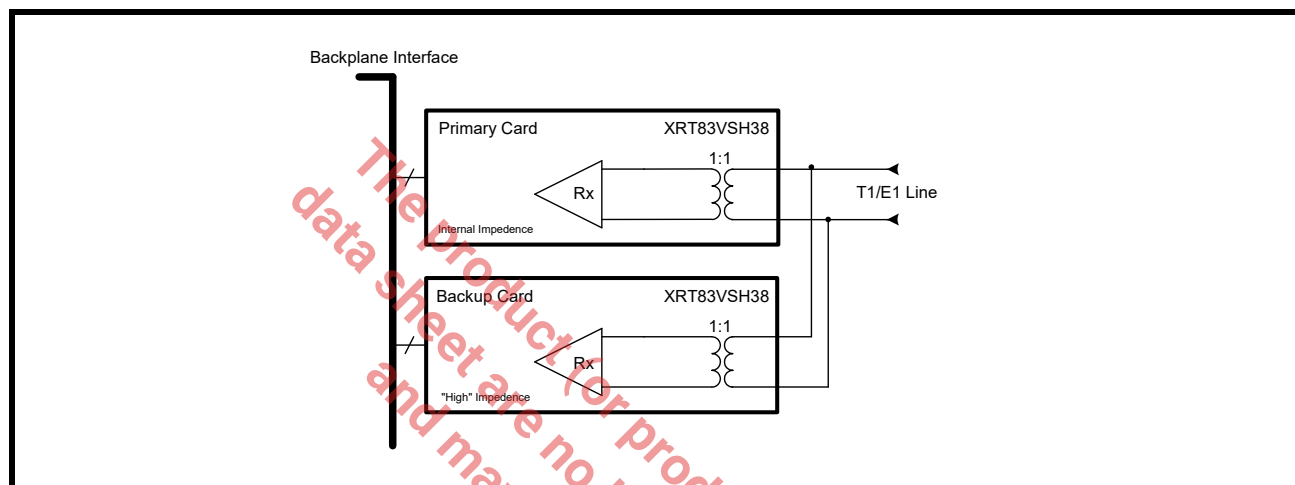 Backplane Interface
Primary Card XRT83VSH38
1:1
Rx
T1/E1 Line
Internal Impedence
Backup Card XRT83VSH38
1:1
Rx
"High" Impedence
The product (or prod
data sheet are no
and ma